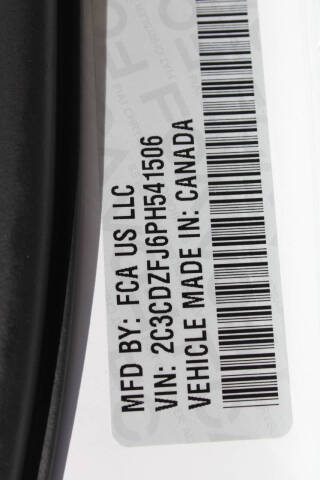 MFD BY: FCA US LLC
VIN: 2C3CDZFJ6PH541506
VEHICLE MADE IN: CANADA